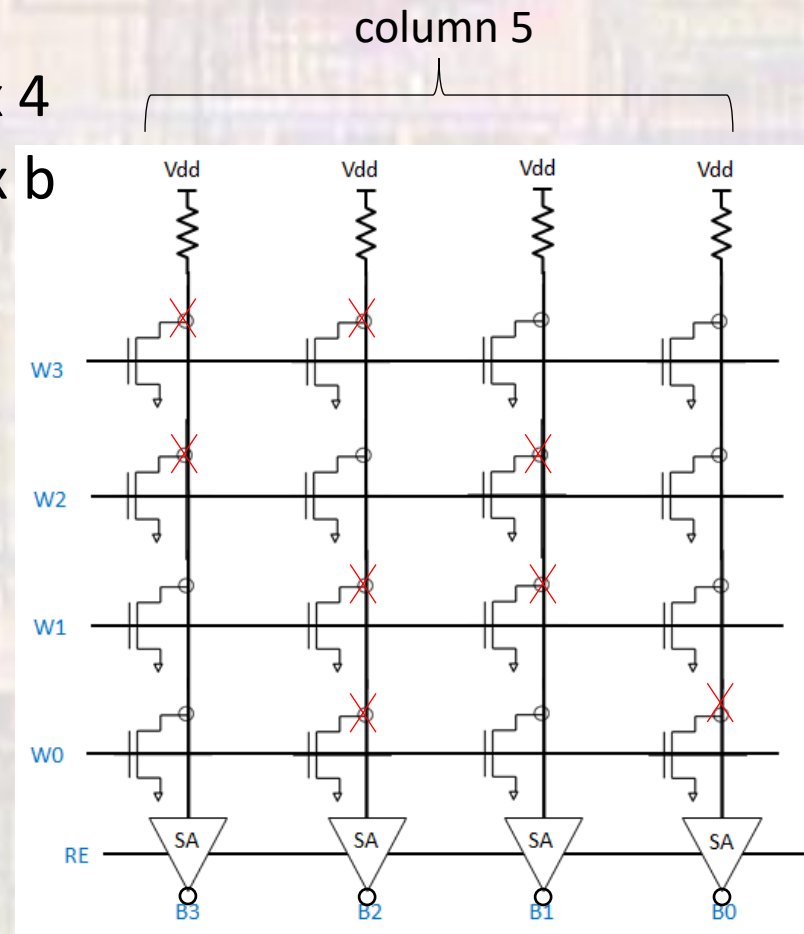 column 5
x 4
x b
Vdd Vdd Vdd Vdd
W3
W2
W1
W0
SA SA SA SA
RE
B3 B2 B1 B0